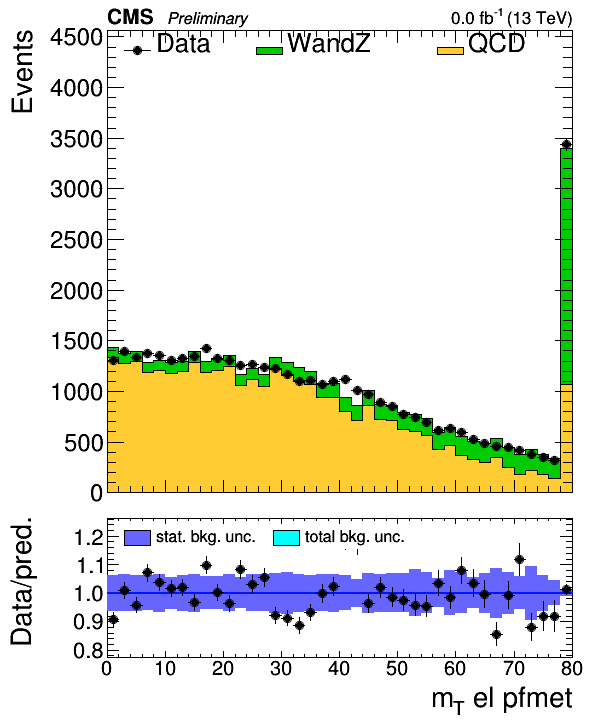 CMS Preliminary 0.0 fb-1 (13 TeV)
Events
Data WandZ QCD
4500
4000
3500
3000
2500
2000
1500
1000
500
0
Data/pred.
stat. bkg. unc. total bkg. unc.
1.2
1.1
1.0
0.9
0.8
0 10 20 30 40 50 60 70 80
mT el pfmet